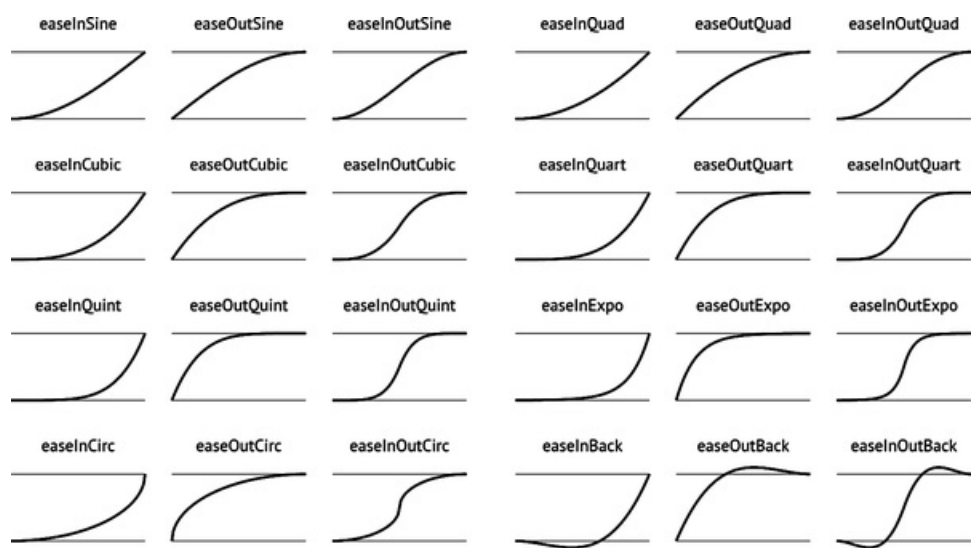 easeInSine easeOutSine easeInOutSine easeInQuad easeOutQuad easeInOutQuad
easeInCubic easeOutCubic easeInOutCubic easeInQuart easeOutQuart easeInOutQuart
easeInQuint easeOutQuint easeInOutQuint easeInExpo easeOutExpo easeInOutExpo
easeInCirc easeOutCirc easeInOutCirc easeInBack easeOutBack easeInOutBack